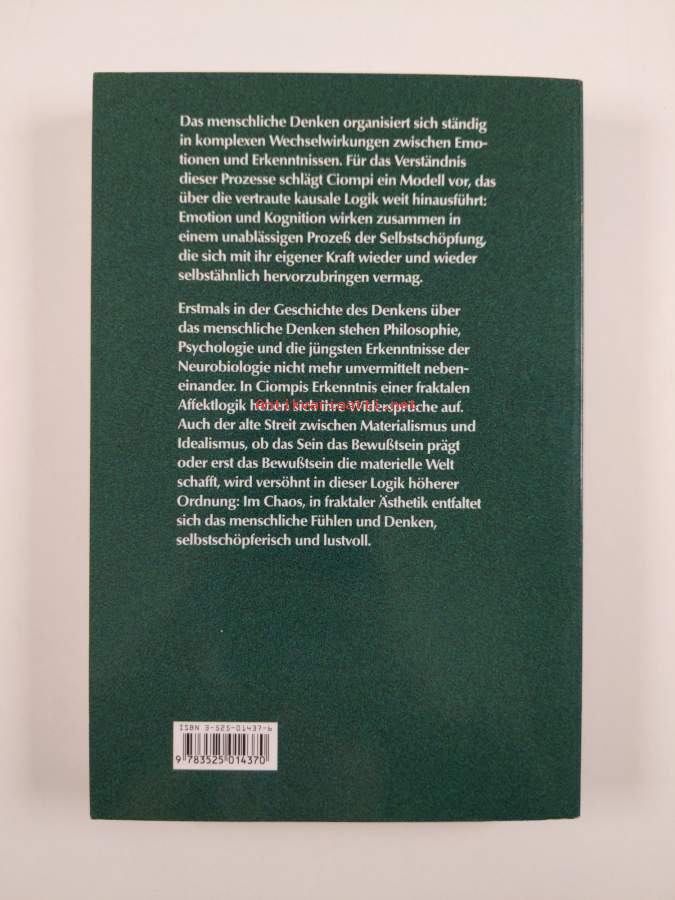 Das menschliche Denken organisiert sich ständig
in komplexen Wechselwirkungen zwischen Emo-
tionen und Erkenntnissen. Für das Verständnis
dieser Prozesse schlägt Ciompi ein Modell vor, das
über die vertraute kausale Logik weit hinausführt:
Emotion und Kognition wirken zusammen in
einem unablässigen Prozeß der Selbstschöpfung,
die sich mit ihr eigener Kraft wieder und wieder
selbstähnlich hervorzubringen vermag.
Erstmals in der Geschichte des Denkens über
das menschliche Denken stehen Philosophie,
Psychologie und die jüngsten Erkenntnisse der
Neurobiologie nicht mehr unvermittelt neben-
einander. In Ciompis Erkenntnis einer fraktalen
Affektlogik heben sich ihre Widersprüche auf.
Auch der alte Streit zwischen Materialismus und
Idealismus, ob das Sein das Bewußtsein prägt
oder erst das Bewußtsein die materielle Welt
schafft, wird versöhnt in dieser Logik höherer
Ordnung: Im Chaos, in fraktaler Ästhetik entfaltet
sich das menschliche Fühlen und Denken,
selbstschöpferisch und lustvoll.
ISBN 3-525-01437-6
9 783525 014370